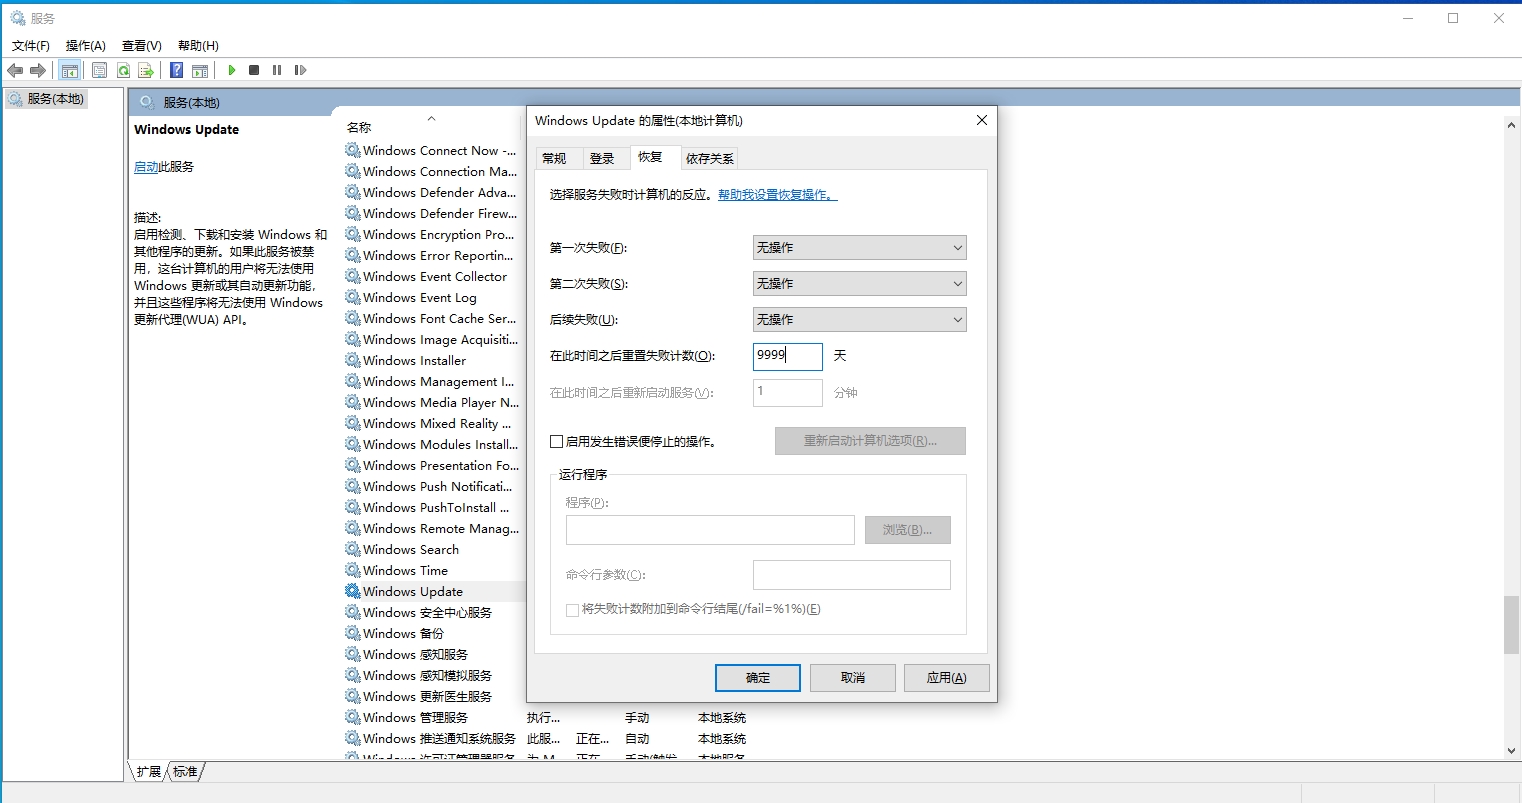 服务
文件(F) 操作(A) 查看(V) 帮助(H)
服务(本地)
服务(本地)
Windows Update
启动此服务
描述:
启用检测、下载和安装 Windows 和
其他程序的更新。如果此服务被禁
用，这台计算机的用户将无法使用
Windows 更新或其自动更新功能，
并且这些程序将无法使用 Windows
更新代理(WUA) API。
名称
Windows Connect Now -...
Windows Connection Ma...
Windows Defender Adva...
Windows Defender Firew...
Windows Encryption Pro...
Windows Error Reportin...
Windows Event Collector
Windows Event Log
Windows Font Cache Ser...
Windows Image Acquisiti...
Windows Installer
Windows Management I...
Windows Media Player N...
Windows Mixed Reality ...
Windows Modules Install...
Windows Presentation Fo...
Windows Push Notificati...
Windows PushToInstall ...
Windows Remote Manag...
Windows Search
Windows Time
Windows Update
Windows 安全中心服务
Windows 备份
Windows 感知服务
Windows 感知模拟服务
Windows 更新医生服务
Windows 管理服务 执行... 手动 本地系统
Windows 推送通知系统服务 此服... 正在... 自动 本地系统
Windows Update 的属性(本地计算机)
常规 登录 恢复 依存关系
选择服务失败时计算机的反应。帮助我设置恢复操作。
第一次失败(F): 无操作
第二次失败(S): 无操作
后续失败(U): 无操作
在此时间之后重置失败计数(O): 9999 天
在此时间之后重新启动服务(V): 1 分钟
启用发生错误便停止的操作。 重新启动计算机选项(R)...
运行程序
程序(P):
浏览(B)...
命令行参数(C):
将失败计数附加到命令行结尾(/fail=%1%)(E)
确定 取消 应用(A)
扩展 标准